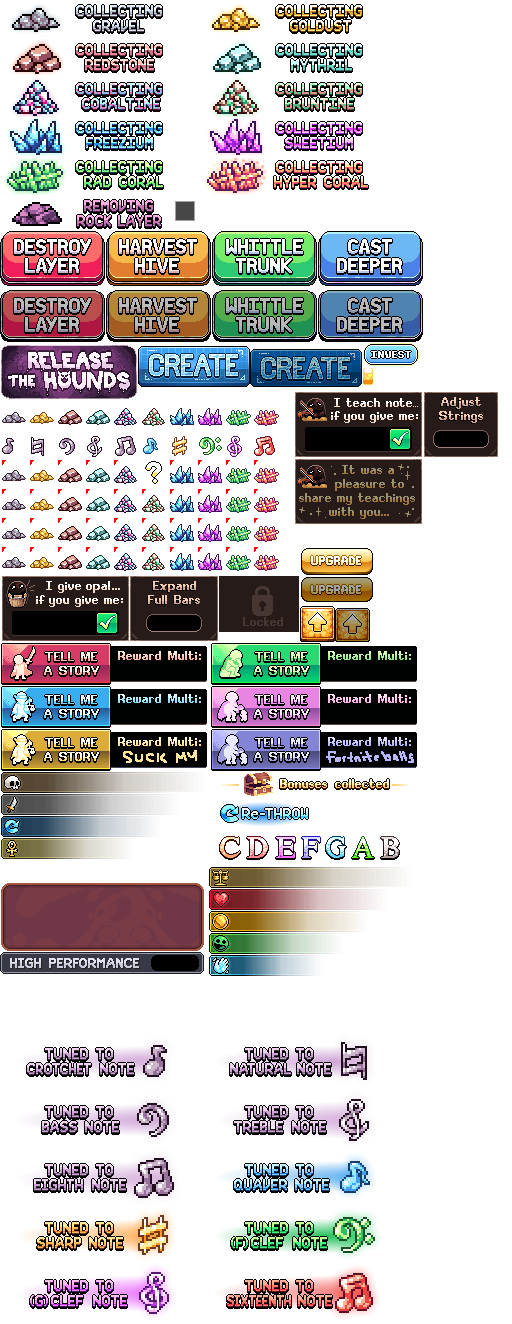 COLLECTING
GRAVEL
COLLECTING
GOLDUST
COLLECTING
REDSTONE
COLLECTING
MYTHRIL
COLLECTING
COBALTINE
COLLECTING
BRUNTINE
COLLECTING
FREEZIUM
COLLECTING
SWEETIUM
COLLECTING
RAD CORAL
COLLECTING
HYPER CORAL
REMOVING
ROCK LAYER
DESTROY
LAYER
HARVEST
HIVE
WHITTLE
TRUNK
CAST
DEEPER
DESTROY
LAYER
HARVEST
HIVE
WHITTLE
TRUNK
CAST
DEEPER
RELEASE
THE HOUNDS
CREATE
CREATE
INVEST
I teach note...
if you give me:
Adjust
Strings
?
It was a
pleasure to
share my teachings
with you...
UPGRADE
UPGRADE
I give opal...
if you give me:
Expand
Full Bars
Locked
TELL ME
A STORY
Reward Multi:
TELL ME
A STORY
Reward Multi:
TELL ME
A STORY
Reward Multi:
TELL ME
A STORY
Reward Multi:
TELL ME
A STORY
Reward Multi:
SUCK MY
TELL ME
A STORY
Reward Multi:
Fortnite balls
Bonuses collected
Re-THROW
C D E F G A B
HIGH PERFORMANCE
TUNED TO
CROTCHET NOTE
TUNED TO
NATURAL NOTE
TUNED TO
BASS NOTE
TUNED TO
TREBLE NOTE
TUNED TO
EIGHTH NOTE
TUNED TO
QUAVER NOTE
TUNED TO
SHARP NOTE
TUNED TO
(F)CLEF NOTE
TUNED TO
(G)CLEF NOTE
TUNED TO
SIXTEENTH NOTE